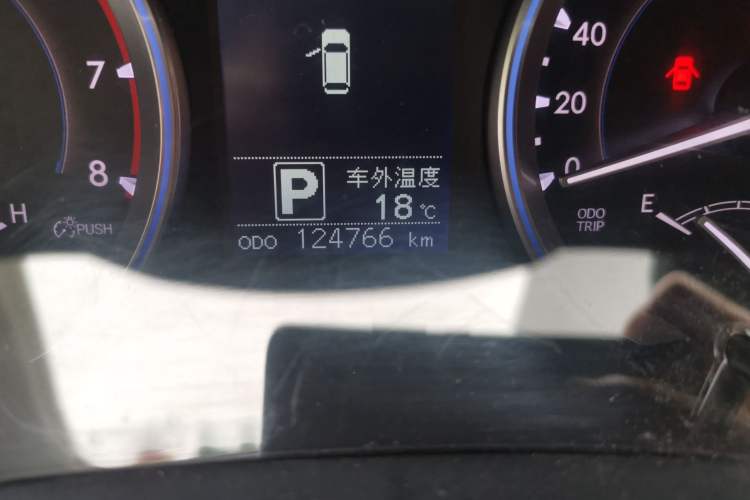 7
8
H
PUSH
P
车外温度
18℃
ODO 124766 km
40
20
0
ODO
TRIP
E